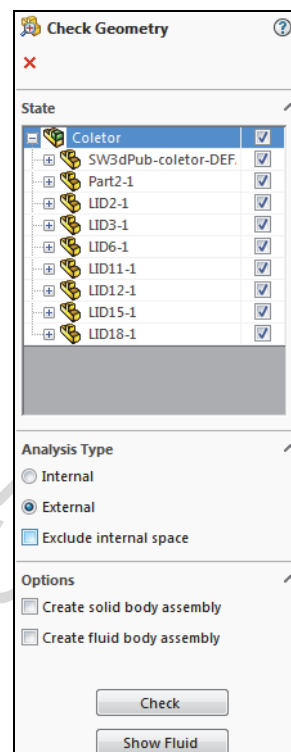 Check Geometry
State
Coletor
SW3dPub-coletor-DEF.
Part2-1
LID2-1
LID3-1
LID6-1
LID11-1
LID12-1
LID15-1
LID18-1
Analysis Type
Internal
External
Exclude internal space
Options
Create solid body assembly
Create fluid body assembly
Check
Show Fluid